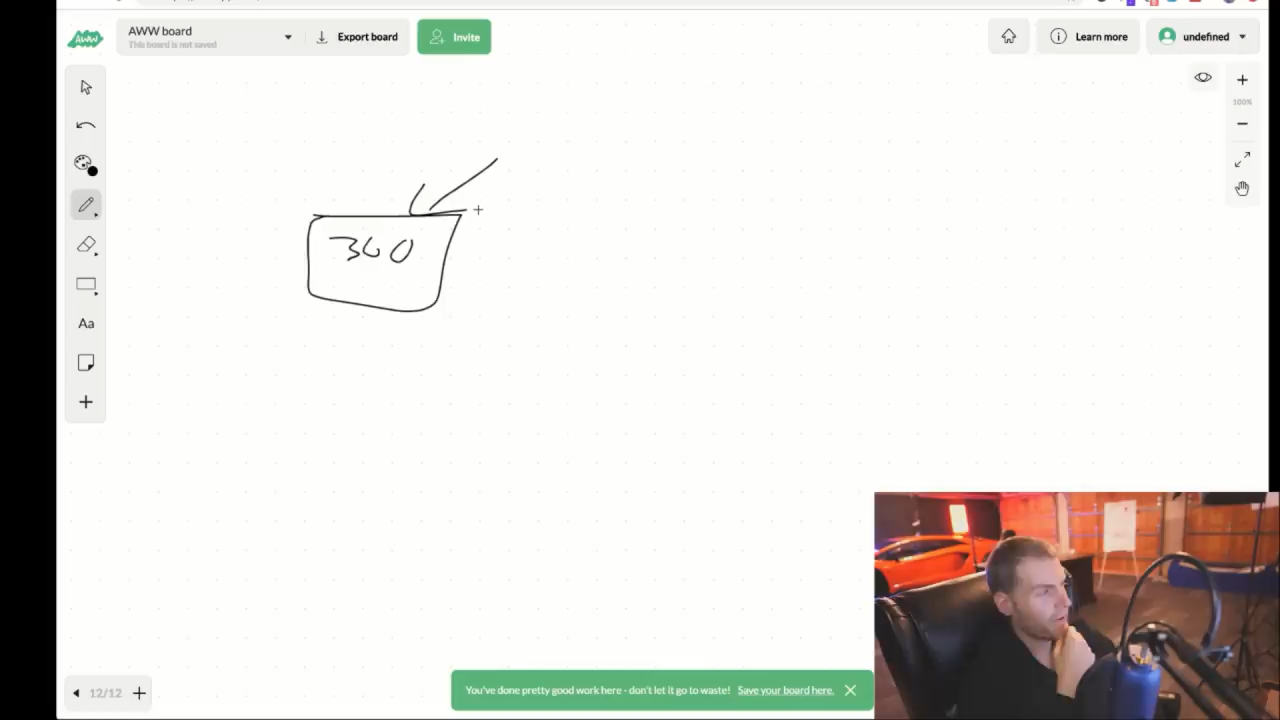 AWW
AWW board
This board is not saved
Export board
Invite
Learn more
undefined
100%
360
Aa
12/12
You've done pretty good work here - don't let it go to waste! Save your board here.